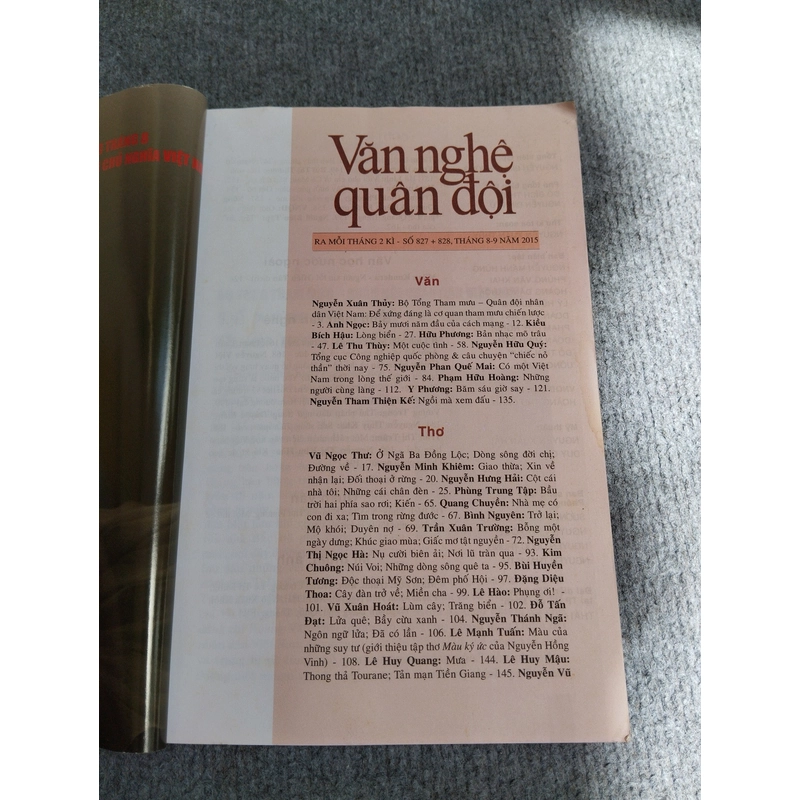 Văn nghệ
quân đội
RA MỖI THÁNG 2 KÌ - SỐ 827 + 828, THÁNG 8-9 NĂM 2015
Văn
Nguyễn Xuân Thủy: Bộ Tổng Tham mưu – Quân đội nhân
dân Việt Nam: Để xứng đáng là cơ quan tham mưu chiến lược
- 3. Anh Ngọc: Bảy mươi năm đầu của cách mạng - 12. Kiều
Bích Hậu: Lòng biển - 27. Hữu Phương: Bản nhạc mô trâu
- 47. Lê Thu Thùy: Một cuộc tình - 58. Nguyễn Hữu Quý:
Tổng cục Công nghiệp quốc phòng & câu chuyện “chiếc nỏ
thần” thời nay - 75. Nguyễn Phan Quế Mai: Có một Việt
Nam trong lòng thế giới - 84. Phạm Hữu Hoàng: Những
người cùng làng - 112. Y Phương: Băm sáu giờ say - 121.
Nguyễn Tham Thiện Kế: Ngồi mà xem đấu - 135.
Thơ
Vũ Ngọc Thư: Ở Ngã Ba Đồng Lộc; Dòng sông đời chị;
Đường về - 17. Nguyễn Minh Khiêm: Giao thừa; Xin về
nhận lại; Đối thoại ở rừng - 20. Nguyễn Hưng Hải: Cột cái
nhà tôi; Những cái chân đèn - 25. Phùng Trung Tập: Bầu
trời hai phía sao rơi; Kiến - 65. Quang Chuyền: Nhà mẹ có
con đi xa; Tìm trong rừng đước - 67. Bình Nguyên: Trở lại;
Mộ khói; Duyên nợ - 69. Trần Xuân Trường: Bỗng một
ngày dưng; Khúc giao mùa; Giấc mơ tật nguyền - 72. Nguyễn
Thị Ngọc Hà: Nụ cười biên ải; Nơi lũ tràn qua - 93. Kim
Chuông: Núi Voi; Những dòng sông quê ta - 95. Bùi Huyền
Tương: Độc thoại Mỹ Sơn; Đêm phố Hội - 97. Đặng Diệu
Thoa: Cây đàn trở về; Miền cha - 99. Lê Hào: Phụng ơi! -
101. Vũ Xuân Hoát: Lùm cây; Trăng biển - 102. Đỗ Tấn
Đạt: Lửa quê; Bầy cừu xanh - 104. Nguyễn Thánh Ngã:
Ngôn ngữ lửa; Đã có lần - 106. Lê Mạnh Tuấn: Màu của
những suy tư (giới thiệu tập thơ Màu ký ức của Nguyễn Hồng
Vinh) - 108. Lê Huy Quang: Mưa - 144. Lê Huy Mậu:
Thong thả Tourane; Tản mạn Tiền Giang - 145. Nguyễn Vũ